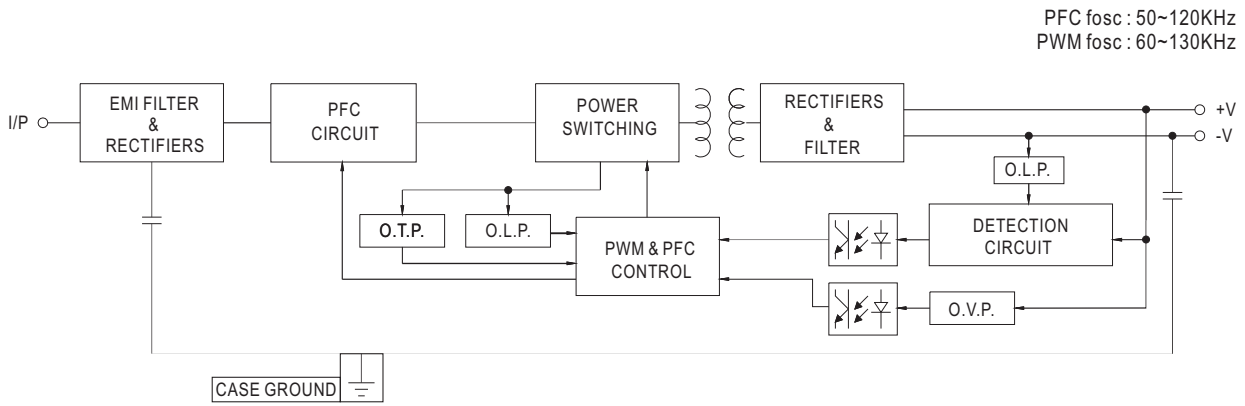 PFC fosc : 50~120KHz
PWM fosc : 60~130KHz
I/P
EMI FILTER
&
RECTIFIERS
PFC
CIRCUIT
POWER
SWITCHING
RECTIFIERS
&
FILTER
+V
-V
O.L.P.
O.T.P.
O.L.P.
PWM & PFC
CONTROL
DETECTION
CIRCUIT
O.V.P.
CASE GROUND